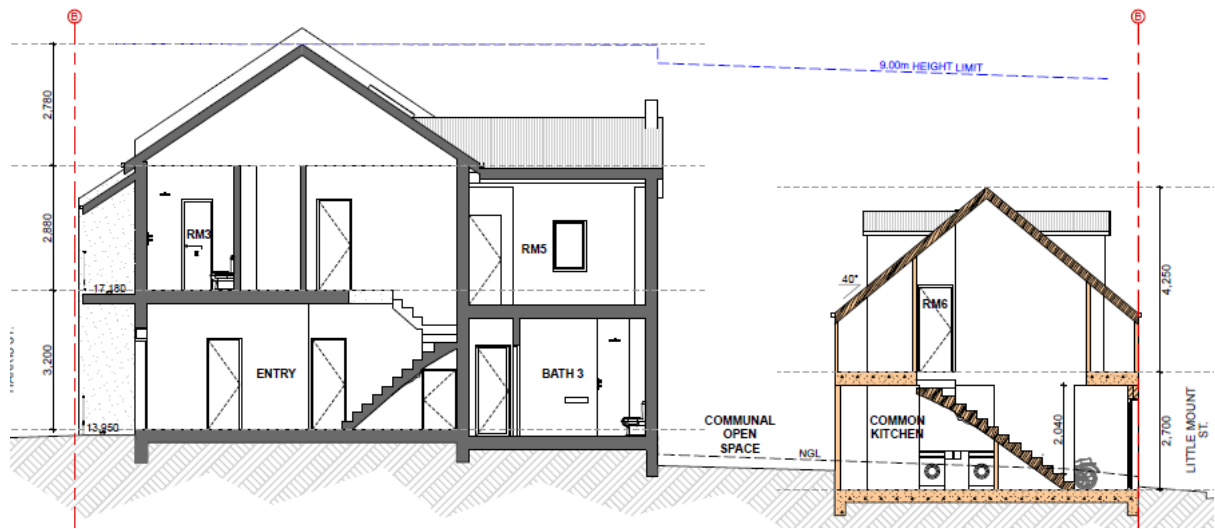 B
B
9.00m HEIGHT LIMIT
2,780
2,880
3,200
RM3
RM5
17,180
ENTRY
BATH 3
13,950
COMMUNAL
OPEN
SPACE
NGL
40°
RM6
COMMON
KITCHEN
2,040
4,250
2,700
LITTLE MOUNT
ST.